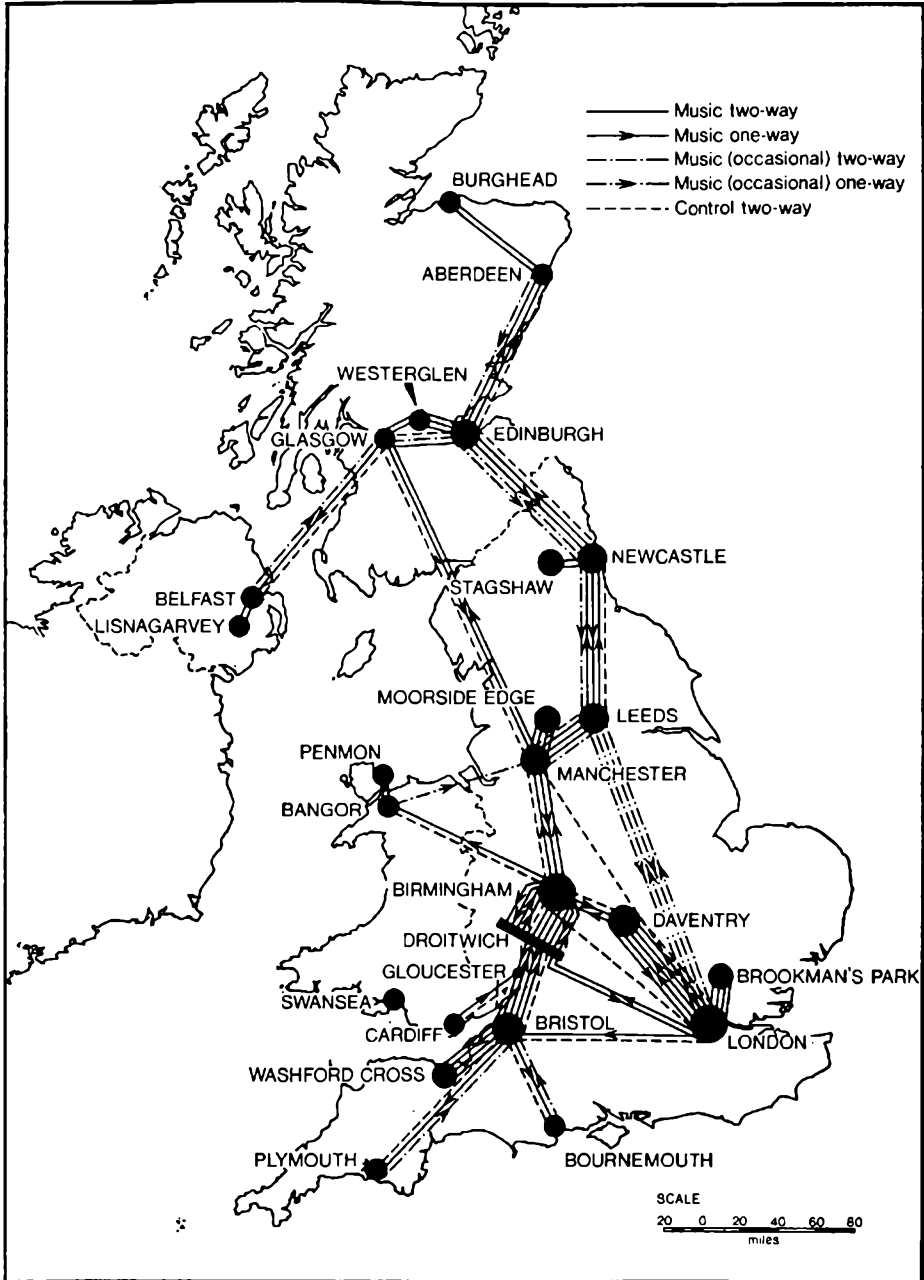 Music two-way
Music one-way
Music (occasional) two-way
Music (occasional) one-way
Control two-way
BURGHEAD
ABERDEEN
WESTERGLEN
GLASGOW
EDINBURGH
NEWCASTLE
STAGSHAW
BELFAST
LISNAGARVEY
MOORSIDE EDGE
LEEDS
PENMON
MANCHESTER
BANGOR
BIRMINGHAM
DAVENTRY
DROITWICH
GLOUCESTER
BROOKMAN'S PARK
SWANSEA
CARDIFF
BRISTOL
LONDON
WASHFORD CROSS
PLYMOUTH
BOURNEMOUTH
SCALE
20 0 20 40 60 80
miles